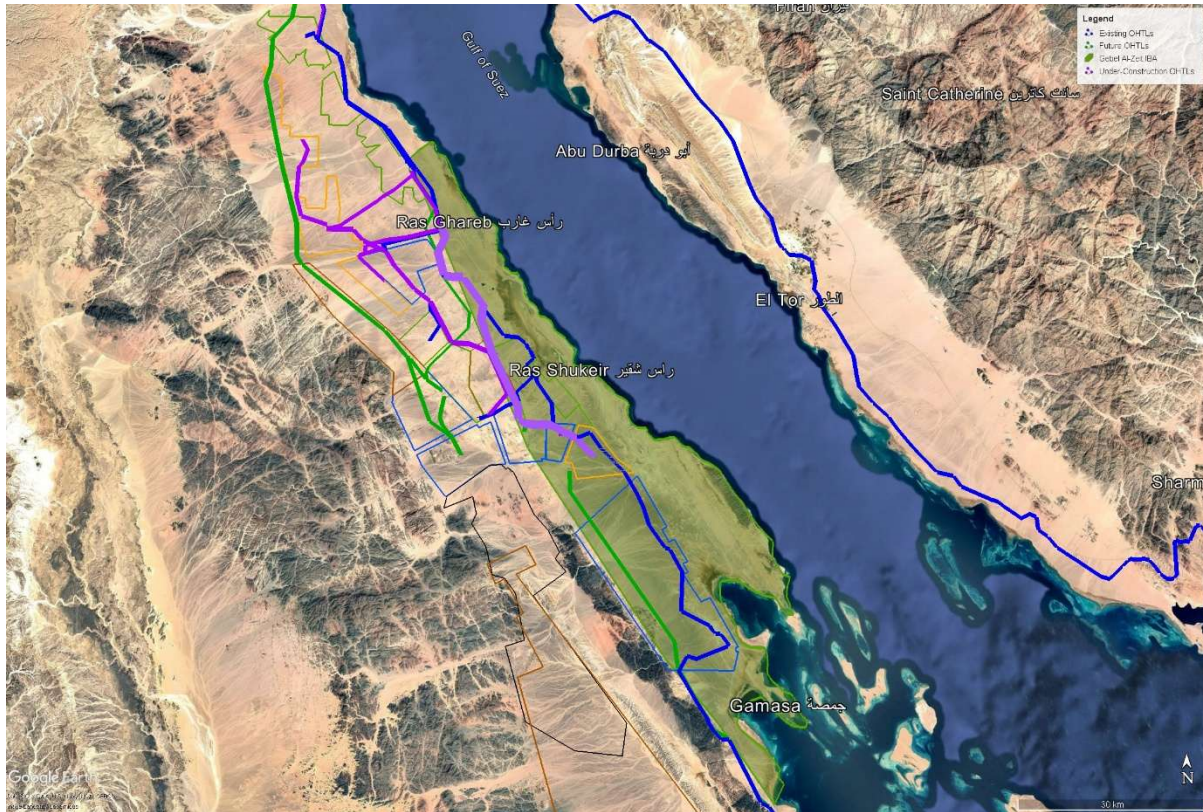 Legend
Existing OHTLs
Future OHTLs
Gebel Al-Zeit IBA
Under-Construction OHTLs
Gulf of Suez
Saint Catherine سانت كاترين
Abu Durba أبو دربة
Ras Ghareb رأس غارب
El Tor الطور
Ras Shukeir راس شقير
Sharm
Gamasa جمصة
Google Earth
N
30 km